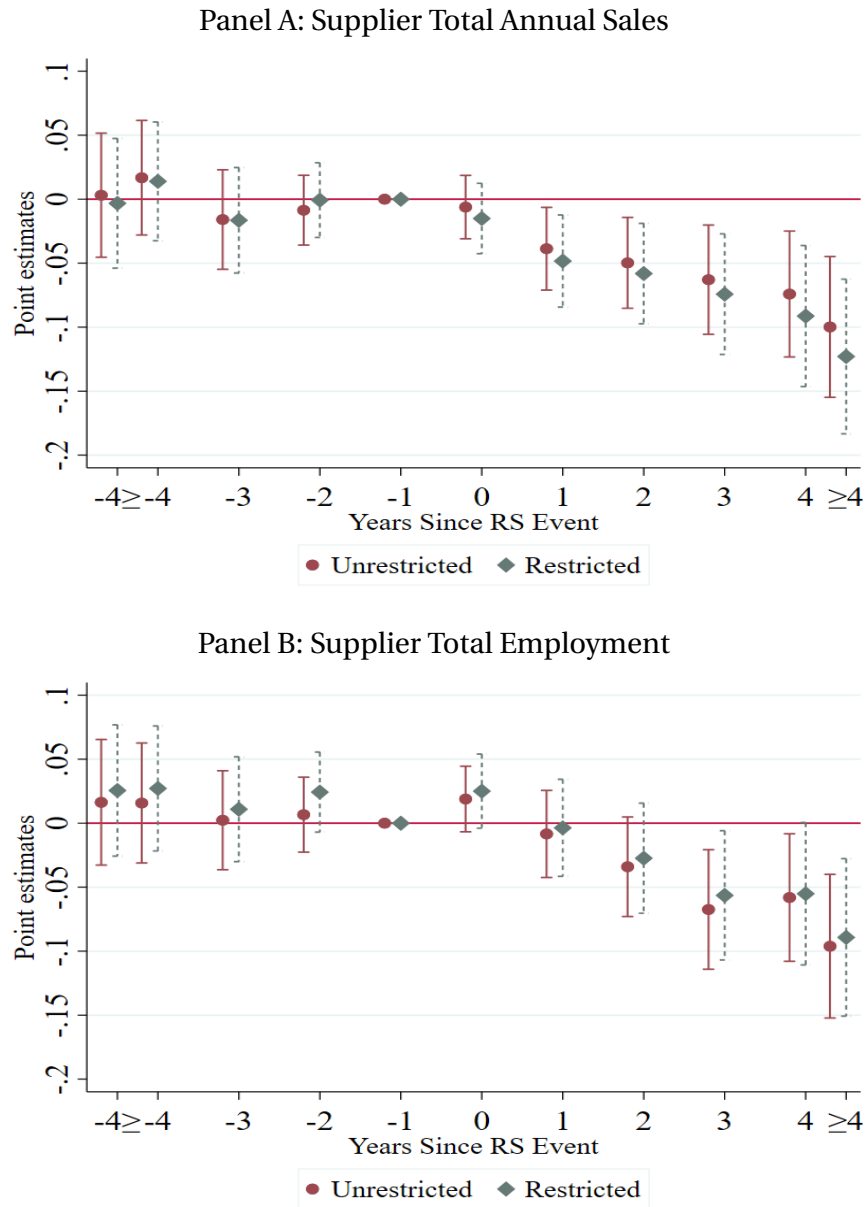 Panel A: Supplier Total Annual Sales
Point estimates
.1
.05
0
-.05
-.1
-.15
-.2
-4≥ -4 -3 -2 -1 0 1 2 3 4 ≥4
Years Since RS Event
Unrestricted Restricted
Panel B: Supplier Total Employment
Point estimates
.1
.05
0
-.05
-.1
-.15
-.2
-4≥ -4 -3 -2 -1 0 1 2 3 4 ≥4
Years Since RS Event
Unrestricted Restricted